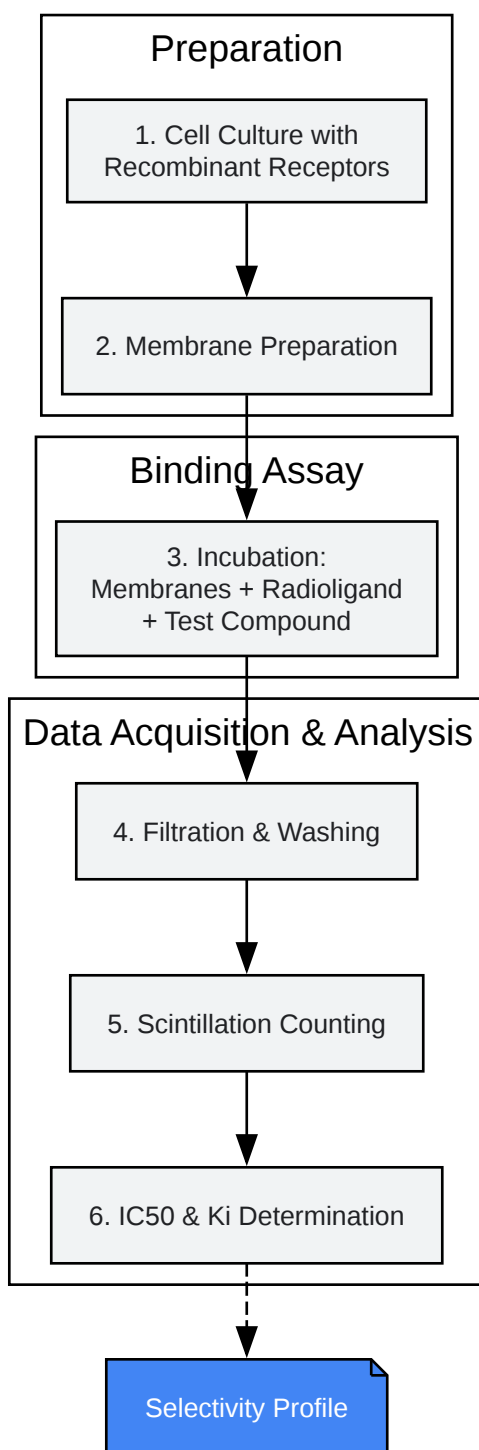 Preparation
1. Cell Culture with
Recombinant Receptors
2. Membrane Preparation
Binding Assay
3. Incubation:
Membranes + Radioligand
+ Test Compound
Data Acquisition & Analysis
4. Filtration & Washing
5. Scintillation Counting
6. IC50 & Ki Determination
Selectivity Profile